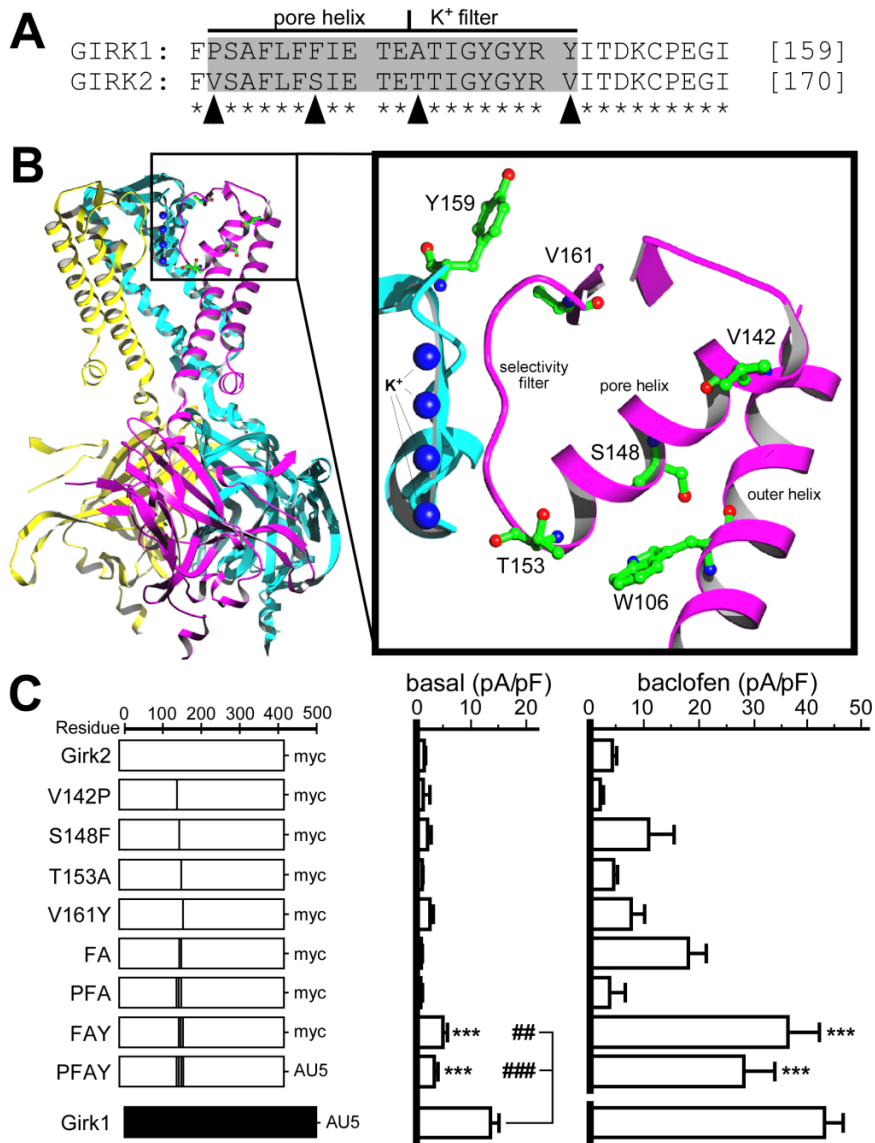 A
pore helix K+ filter
GIRK1: FPSAFLFFIE TEATIGYGYR YITDKCPEGI [159]
GIRK2: FVSAFLFSIE TETTIGYGYR VITDKCPEGI [170]
* ******* ** ** ******* *********
B
Y159
V161
V142
selectivity
filter
K+
pore helix
S148
outer helix
T153
W106
C
basal (pA/pF) baclofen (pA/pF)
Residue 0 100 200 300 400 500
0 10 20
0 10 20 30 40 50
Girk2 myc
V142P myc
S148F myc
T153A myc
V161Y myc
FA myc
PFA myc
FAY myc *** ## ***
PFAY AU5 *** ### ***
Girk1 AU5